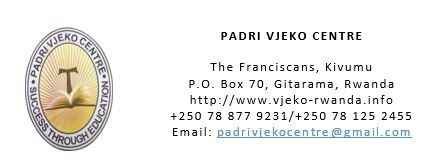 PADRI VJEKO CENTRE
SUCCESS THROUGH EDUCATION
PADRI VJEKO CENTRE
The Franciscans, Kivumu
P.O. Box 70, Gitarama, Rwanda
http://www.vjeko-rwanda.info
+250 78 877 9231/+250 78 125 2455
Email: padrivjekocentre@gmail.com